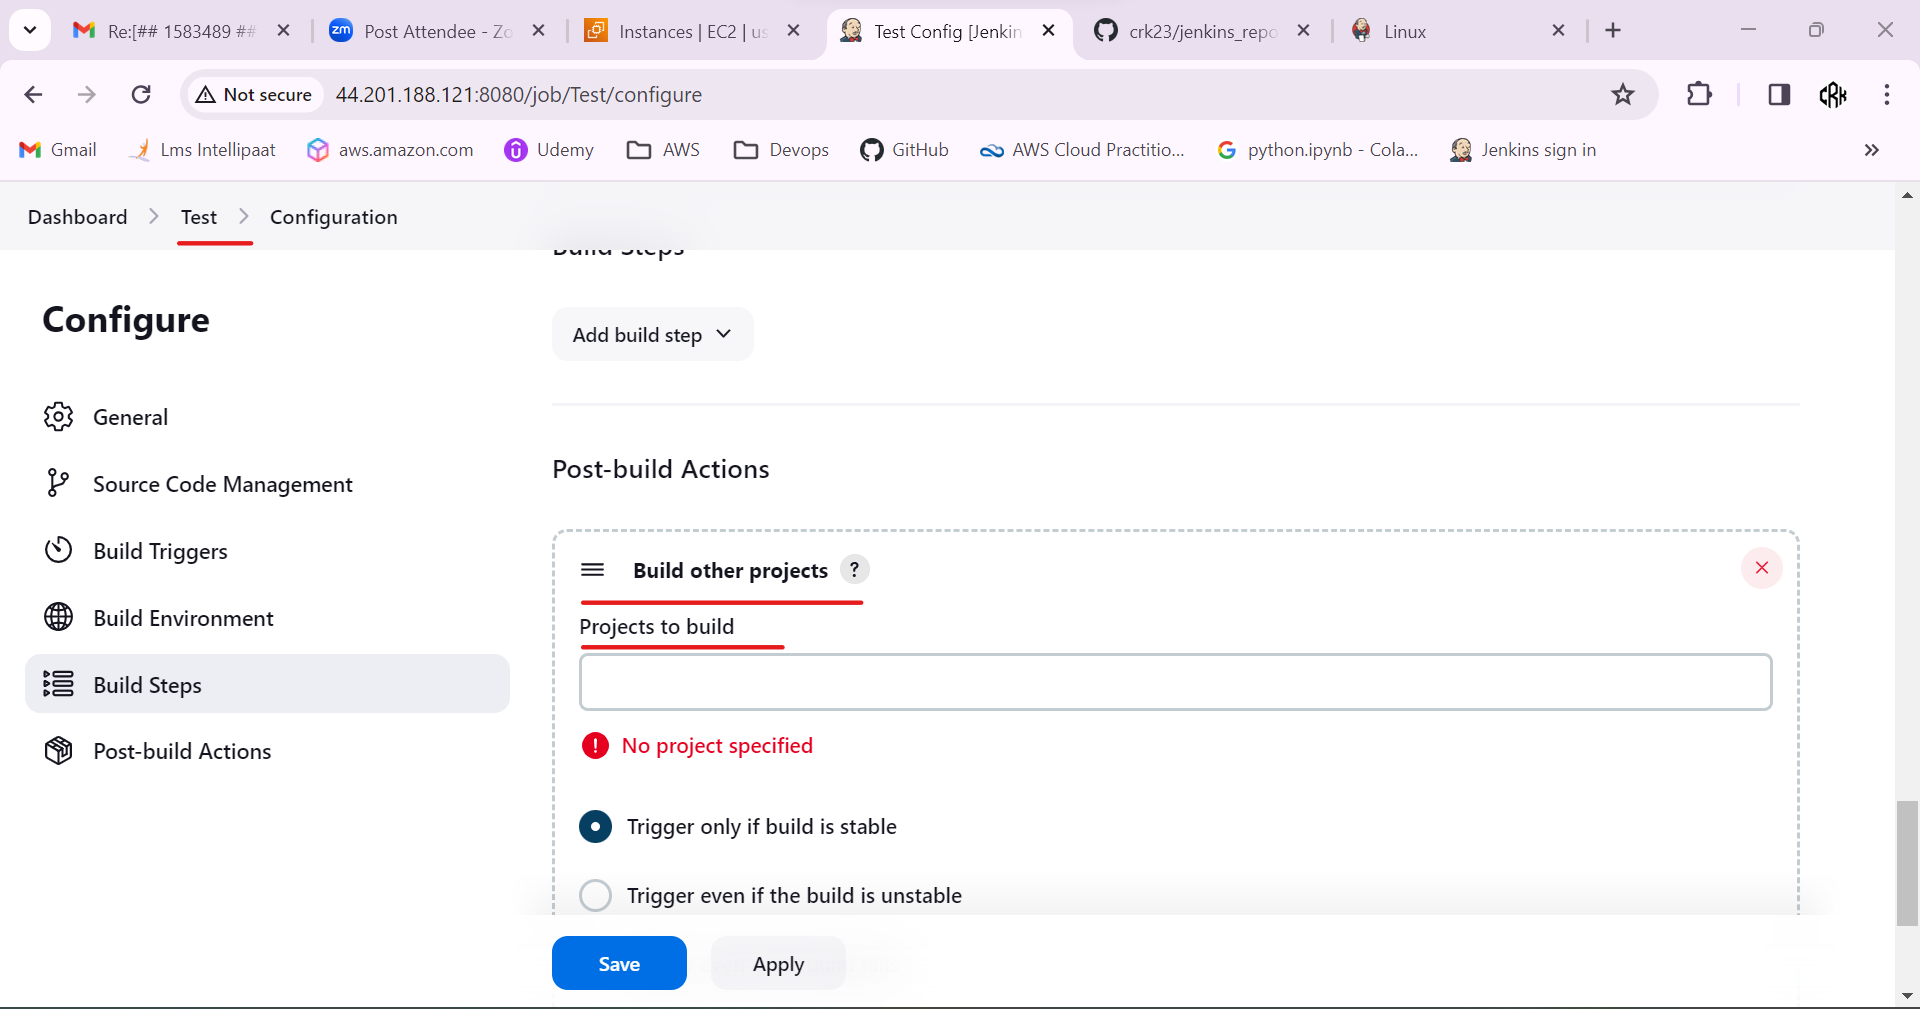 Re:[## 1583489 ##
Post Attendee - Zo
Instances | EC2 | us
Test Config [Jenkin
crk23/jenkins_repo
Linux
Not secure
44.201.188.121:8080/job/Test/configure
Gmail
Lms Intellipaat
aws.amazon.com
Udemy
AWS
Devops
GitHub
AWS Cloud Practitio...
python.ipynb - Cola...
Jenkins sign in
Dashboard
Test
Configuration
Build Steps
Configure
Add build step
General
Post-build Actions
Source Code Management
Build Triggers
Build other projects ?
Build Environment
Projects to build
Build Steps
Post-build Actions
No project specified
Trigger only if build is stable
Trigger even if the build is unstable
Save
Apply